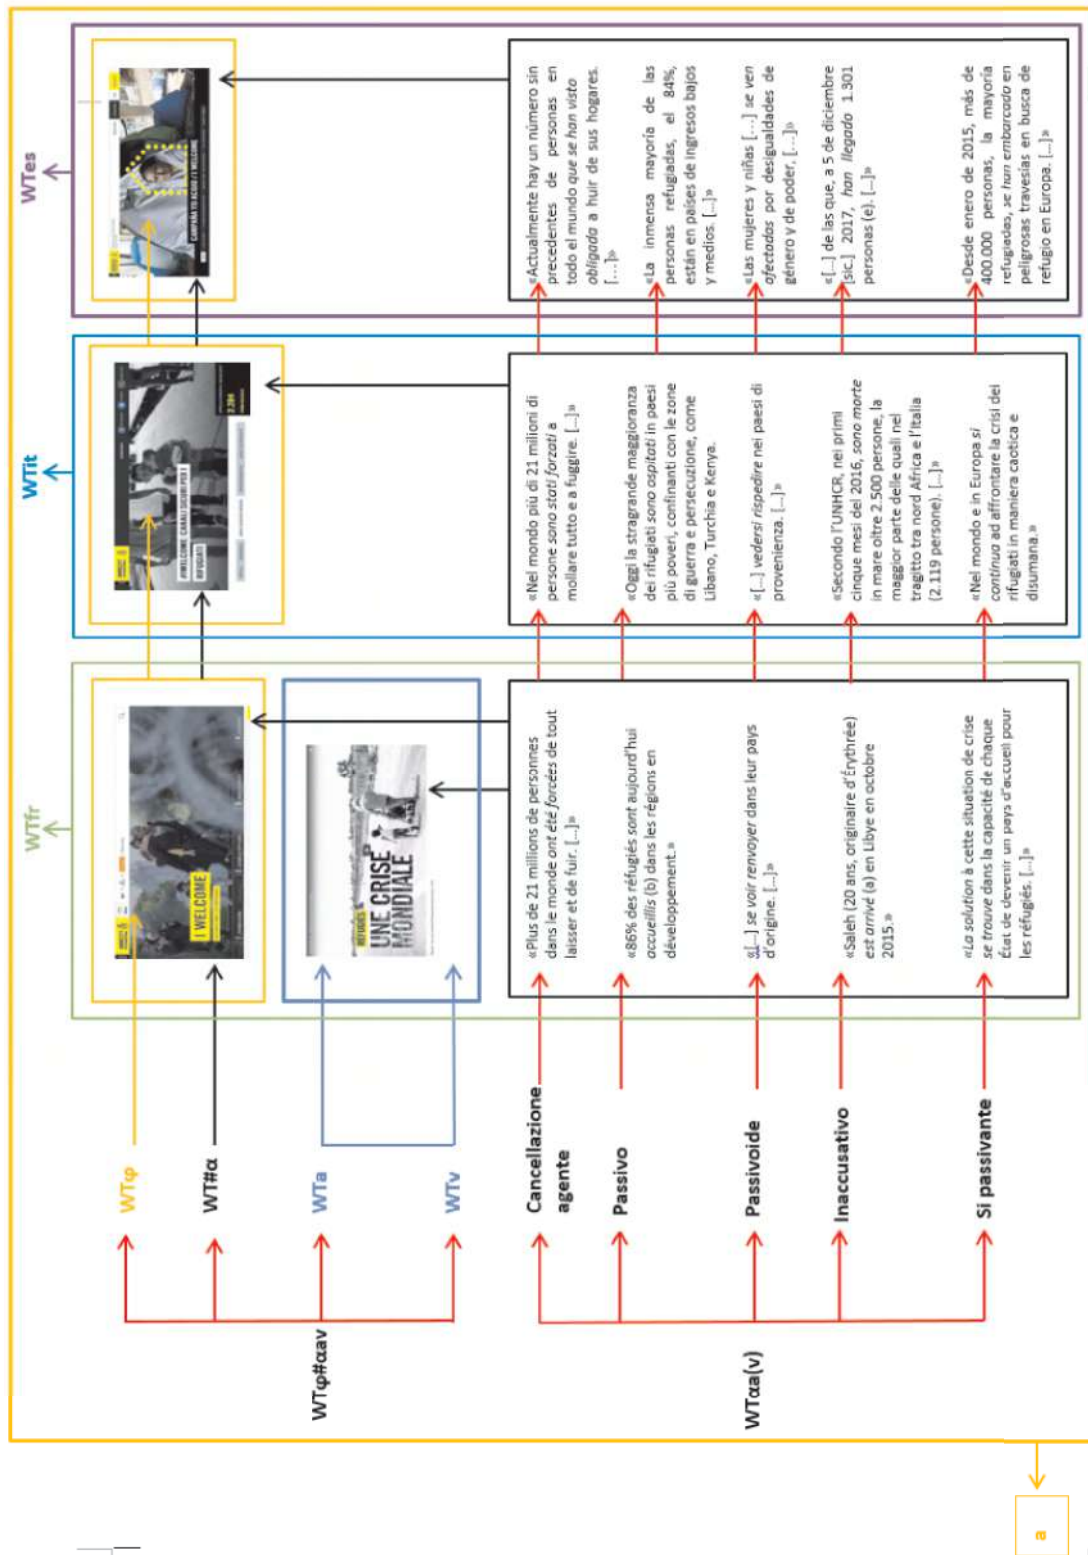 WTfr
WTit
WTes
WTφ
WT#α
WTa
WTv
WTφ#αav
I WELCOME
#WELCOME: CANALI SICURI PER I
RIFUGIATI
I WELCOME
RÉFUGIÉS
UNE CRISE
MONDIALE
WTαa(v)
Cancellazione
agente
«Plus de 21 millions de personnes
dans le monde ont été forcées de tout
laisser et de fuir. [...]»
«Nel mondo più di 21 milioni di
persone sono stati forzati a
mollare tutto e a fuggire. [...]»
«Actualmente hay un número sin
precedentes de personas en
todo el mundo que se han visto
obligada a huir de sus hogares.
[...]»
Passivo
«86% des réfugiés sont aujourd'hui
accueillis (b) dans les régions en
développement.»
«Oggi la stragrande maggioranza
dei rifugiati sono ospitati in paesi
più poveri, confinanti con le zone
di guerra e persecuzione, come
Libano, Turchia e Kenya.
«La inmensa mayoría de las
personas refugiadas, el 84%,
están en países de ingresos bajos
y medios. [...]»
Passivoide
«[...] se voir renvoyer dans leur pays
d'origine. [...]»
«[...] vedersi rispedire nei paesi di
provenienza. [...]»
«Las mujeres y niñas [...] se ven
afectadas por desigualdades de
género y de poder, [...]»
Inaccusativo
«Saleh (20 ans, originaire d'Érythrée)
est arrivé (a) en Libye en octobre
2015.»
«Secondo l'UNHCR, nei primi
cinque mesi del 2016, sono morte
in mare oltre 2.500 persone, la
maggior parte delle quali nel
tragitto tra nord Africa e l'Italia
(2.119 persone). [...]»
«[...] de las que, a 5 de diciembre
[sic.] 2017, han llegado 1.301
personas (e). [...]»
Si passivante
«La solution à cette situation de crise
se trouve dans la capacité de chaque
État de devenir un pays d'accueil pour
les réfugiés. [...]»
«Nel mondo e in Europa si
continua ad affrontare la crisi dei
rifugiati in maniera caotica e
disumana.»
«Desde enero de 2015, más de
400.000 personas, la mayoría
refugiadas, se han embarcado en
peligrosas travesías en busca de
refugio en Europa. [...]»
a